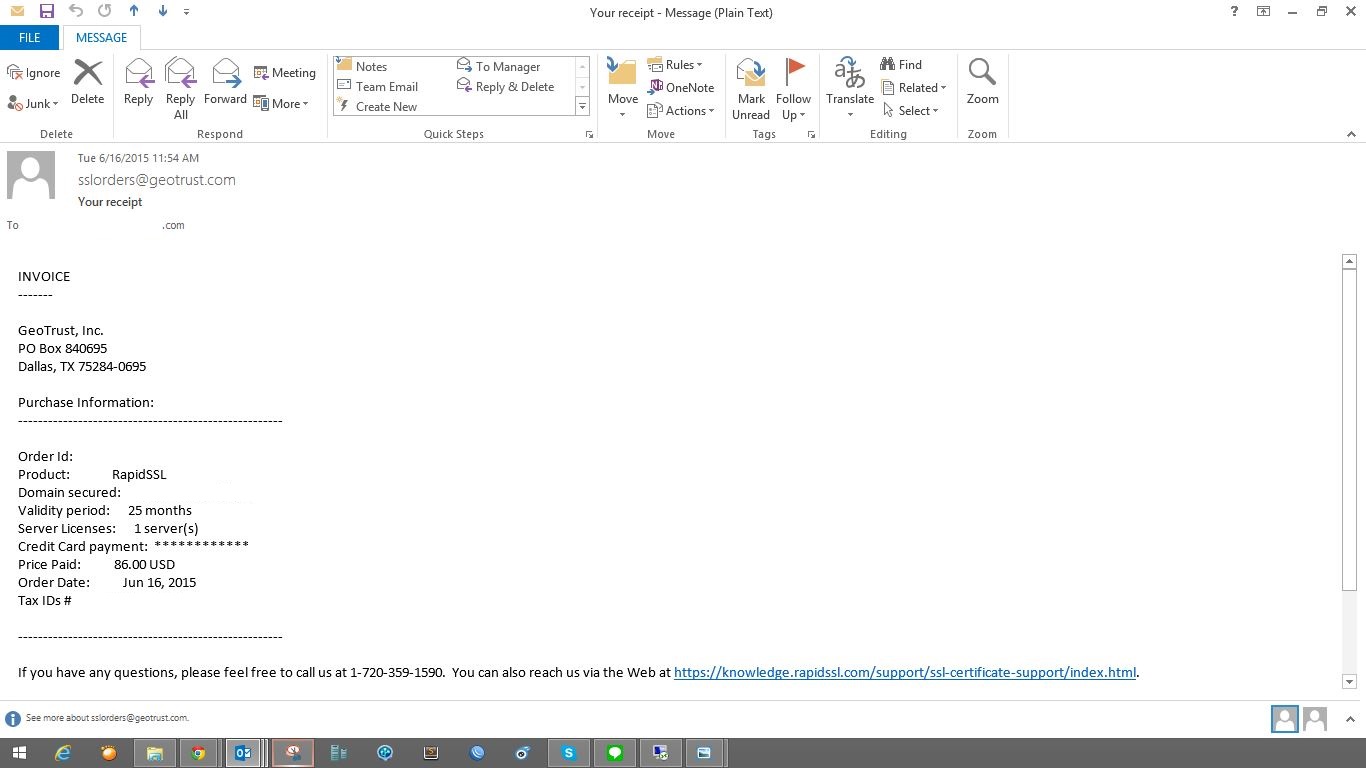 Your receipt - Message (Plain Text)
?
FILE
MESSAGE
Ignore
Junk
Delete
Delete
Reply
Reply All
Forward
Meeting
More
Respond
Notes
Team Email
Create New
To Manager
Reply & Delete
Quick Steps
Move
Rules
OneNote
Actions
Move
Mark Unread
Follow Up
Tags
Translate
Find
Related
Select
Editing
Zoom
Zoom
Tue 6/16/2015 11:54 AM
sslorders@geotrust.com
Your receipt
To .com
INVOICE
-------
GeoTrust, Inc.
PO Box 840695
Dallas, TX 75284-0695
Purchase Information:
-----------------------------------------------------
Order Id:
Product: RapidSSL
Domain secured:
Validity period: 25 months
Server Licenses: 1 server(s)
Credit Card payment: ************
Price Paid: 86.00 USD
Order Date: Jun 16, 2015
Tax IDs #
-----------------------------------------------------
If you have any questions, please feel free to call us at 1-720-359-1590. You can also reach us via the Web at https://knowledge.rapidssl.com/support/ssl-certificate-support/index.html.
See more about sslorders@geotrust.com.